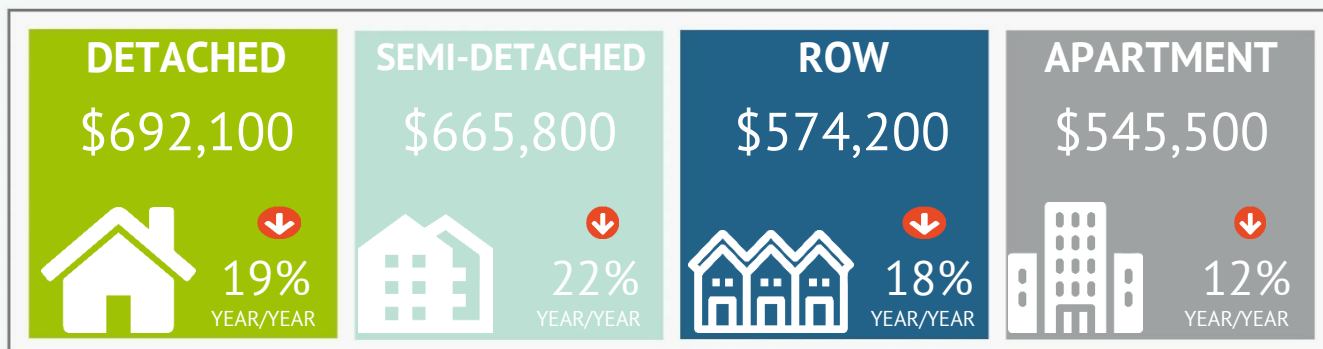 DETACHED
$692,100
19%
YEAR/YEAR
SEMI-DETACHED
$665,800
22%
YEAR/YEAR
ROW
$574,200
18%
YEAR/YEAR
APARTMENT
$545,500
12%
YEAR/YEAR